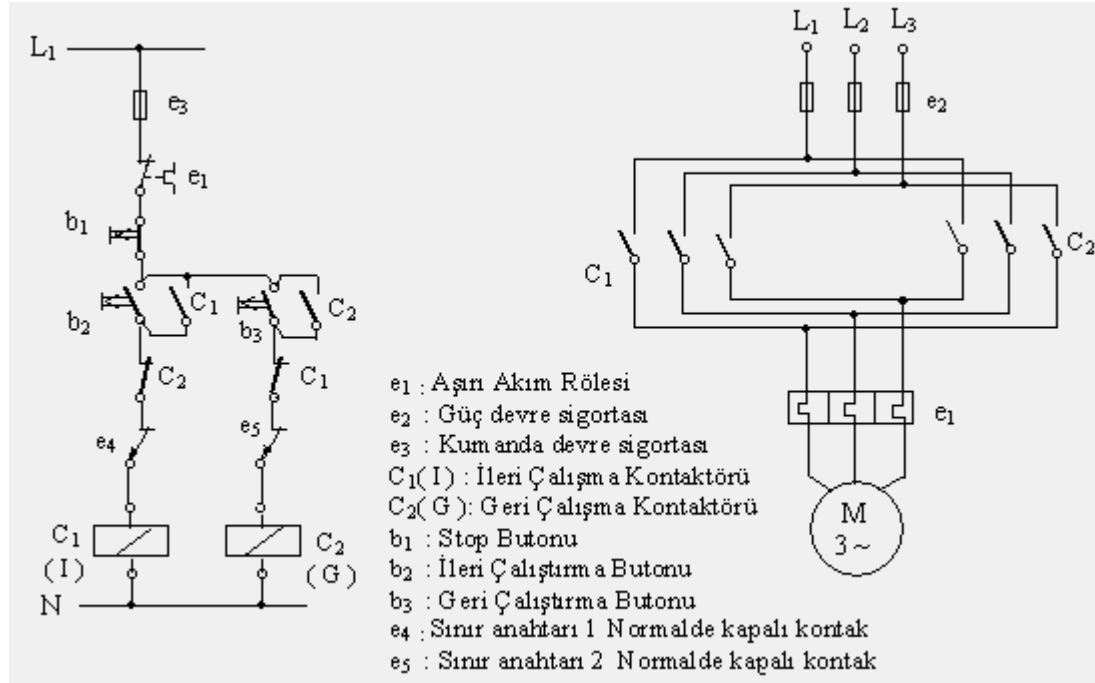 L₁
e₃
e₁
b₁
b₂
C₁
b₃
C₂
C₂
C₁
e₄
e₅
C₁
(I)
C₂
(G)
N
L₁ L₂ L₃
e₂
C₁
C₂
e₁
M
3~
e₁ : Aşırı Akım Rölesi
e₂ : Güç devre sigortası
e₃ : Kumanda devre sigortası
C₁( I ) : İleri Çalışma Kontaktörü
C₂( G ): Geri Çalışma Kontaktörü
b₁ : Stop Butonu
b₂ : İleri Çalıştırma Butonu
b₃ : Geri Çalıştırma Butonu
e₄ : Sınır anahtarı 1 Normalde kapalı kontak
e₅ : Sınır anahtarı 2 Normalde kapalı kontak